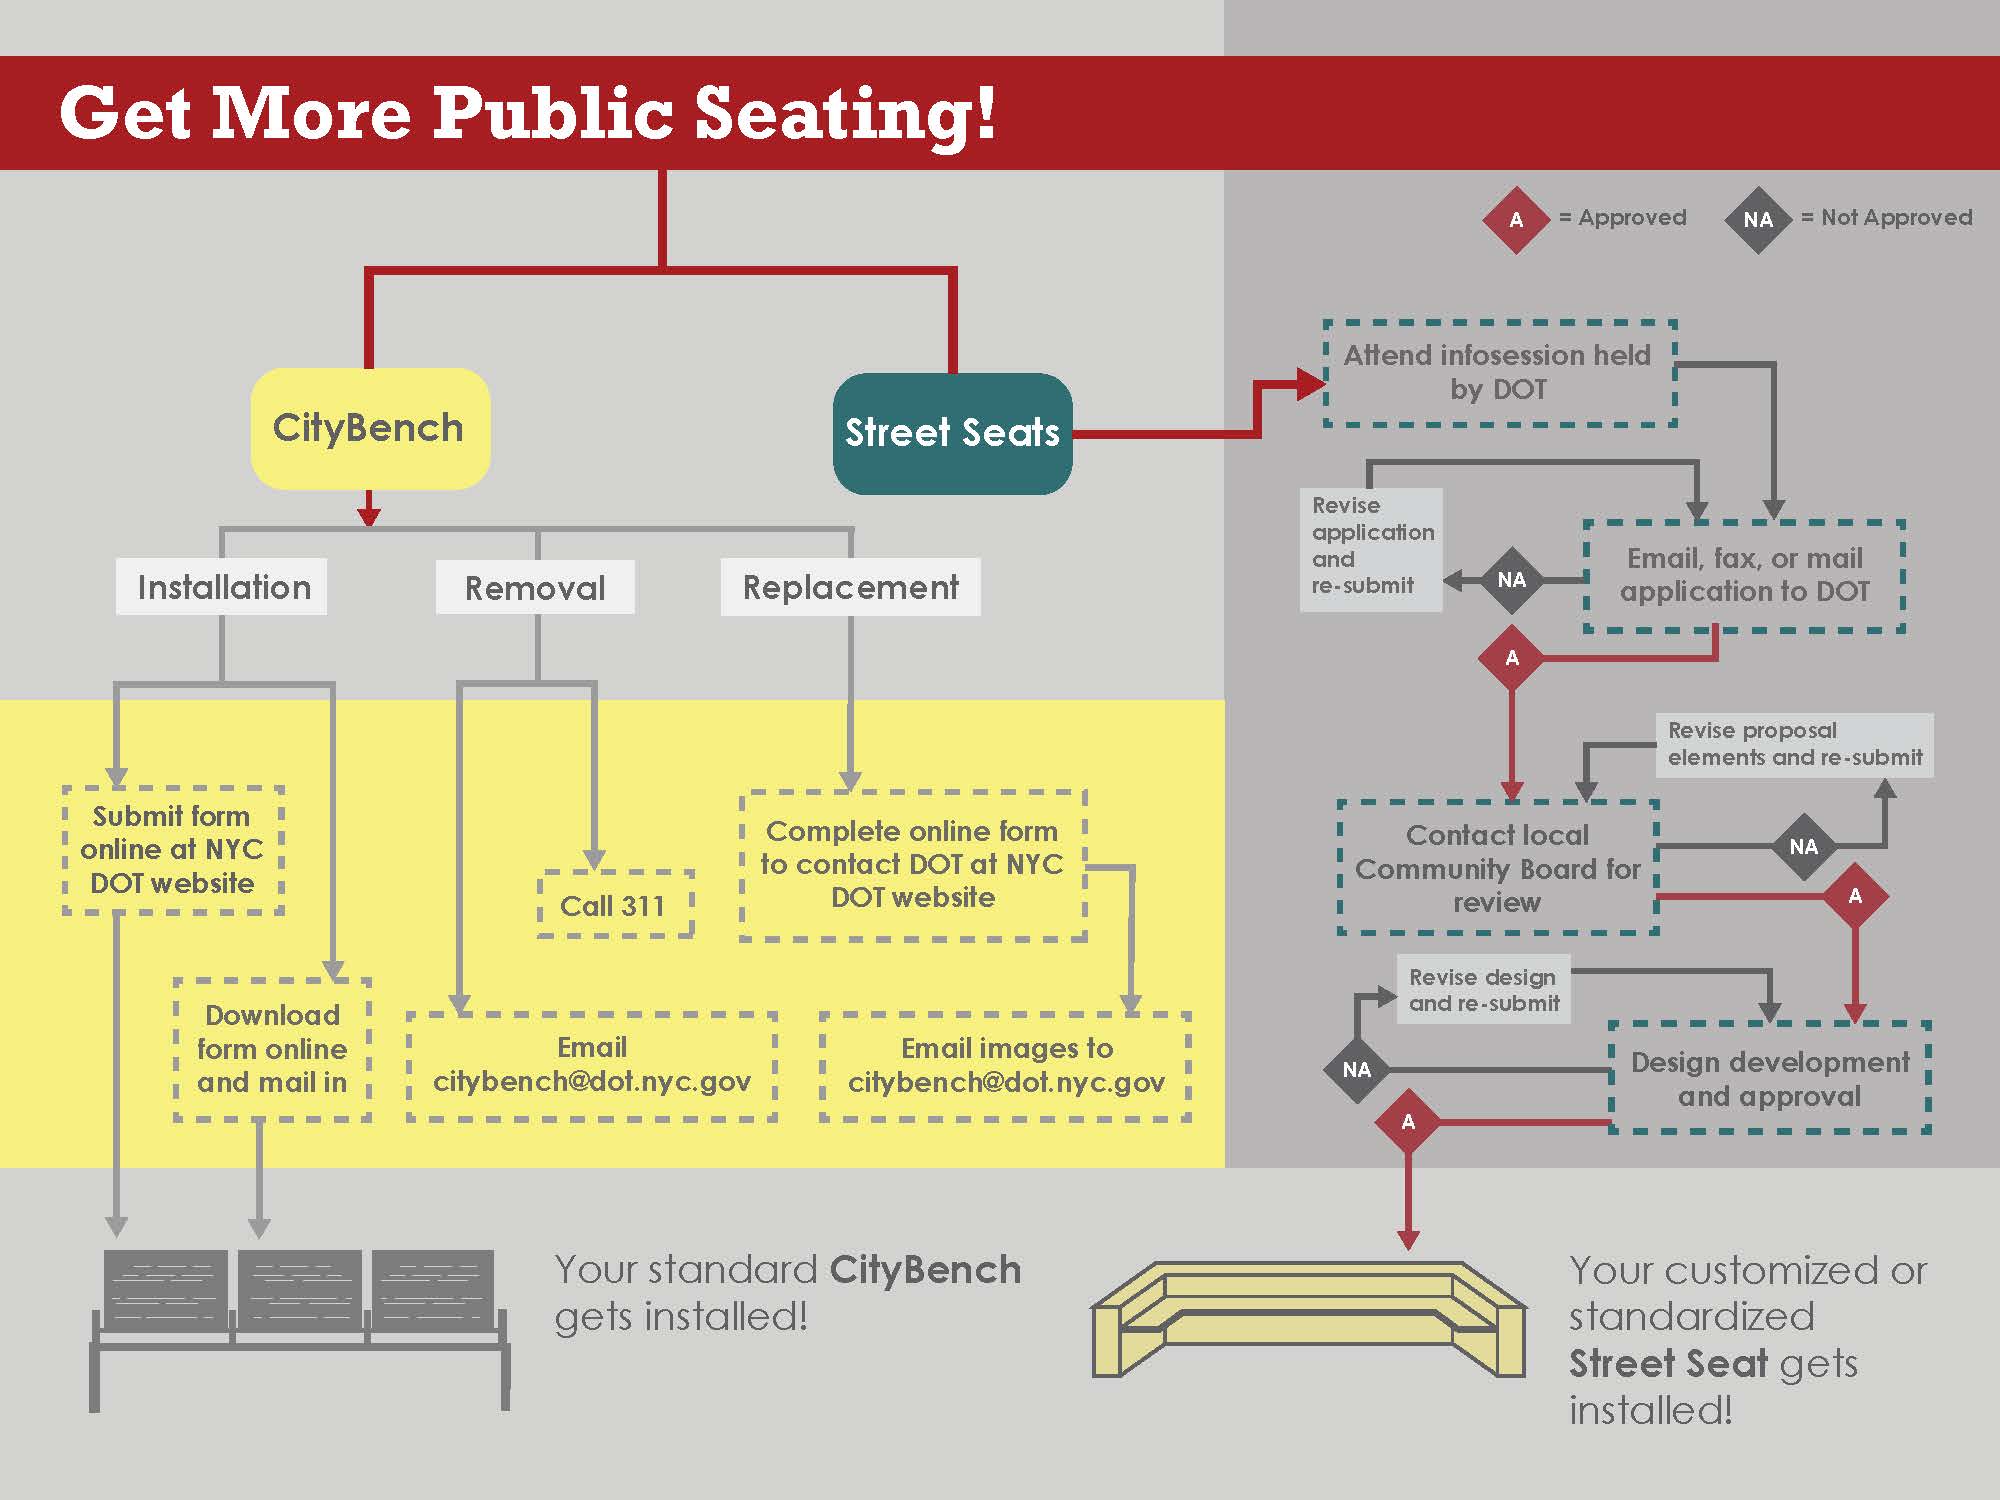 Get More Public Seating!
A = Approved
NA = Not Approved
CityBench
Street Seats
Installation
Removal
Replacement
Submit form
online at NYC
DOT website
Download
form online
and mail in
Call 311
Email
citybench@dot.nyc.gov
Complete online form
to contact DOT at NYC
DOT website
Email images to
citybench@dot.nyc.gov
Attend infosession held
by DOT
Revise
application
and
re-submit
NA
Email, fax, or mail
application to DOT
A
Revise proposal
elements and re-submit
Contact local
Community Board for
review
NA
A
Revise design
and re-submit
NA
Design development
and approval
A
Your standard CityBench
gets installed!
Your customized or
standardized
Street Seat gets
installed!